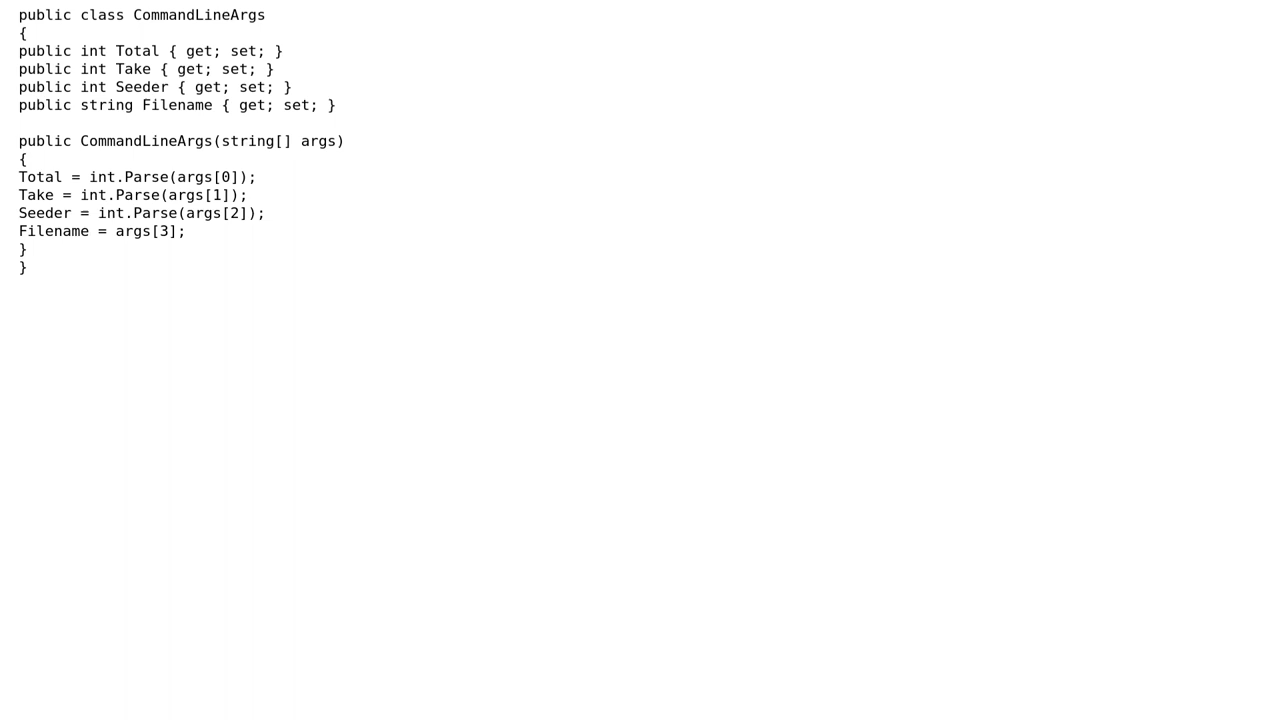 public class CommandLineArgs
{
public int Total { get; set; }
public int Take { get; set; }
public int Seeder { get; set; }
public string Filename { get; set; }

public CommandLineArgs(string[] args)
{
Total = int.Parse(args[0]);
Take = int.Parse(args[1]);
Seeder = int.Parse(args[2]);
Filename = args[3];
}
}